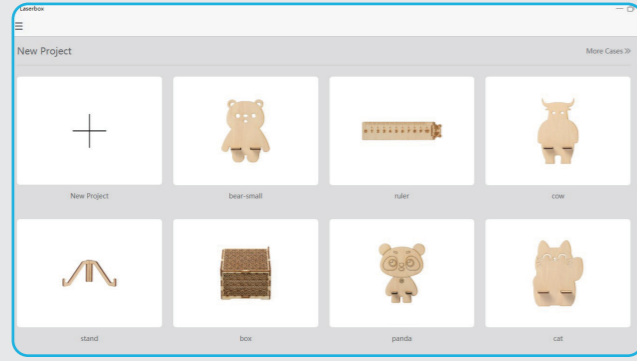 Laserbox
New Project
More Cases
New Project
bear-small
ruler
cow
stand
box
panda
cat